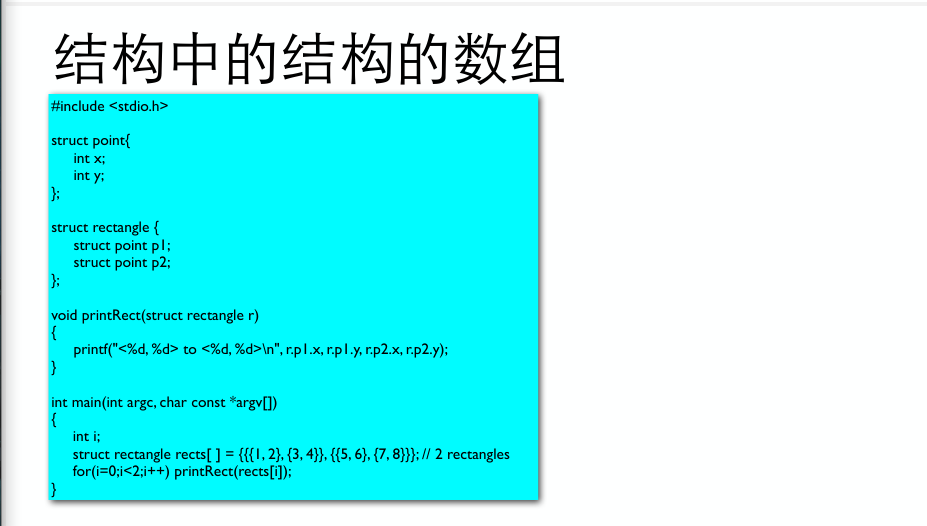 结构中的结构的数组
#include <stdio.h>
struct point{
int x;
int y;
};
struct rectangle {
struct point p1;
struct point p2;
};
void printRect(struct rectangle r)
{
printf("<%d, %d> to <%d, %d>\n", r.p1.x, r.p1.y, r.p2.x, r.p2.y);
}
int main(int argc, char const *argv[])
{
int i;
struct rectangle rects[ ] = {{{1, 2}, {3, 4}}, {{5, 6}, {7, 8}}}; // 2 rectangles
for(i=0;i<2;i++) printRect(rects[i]);
}